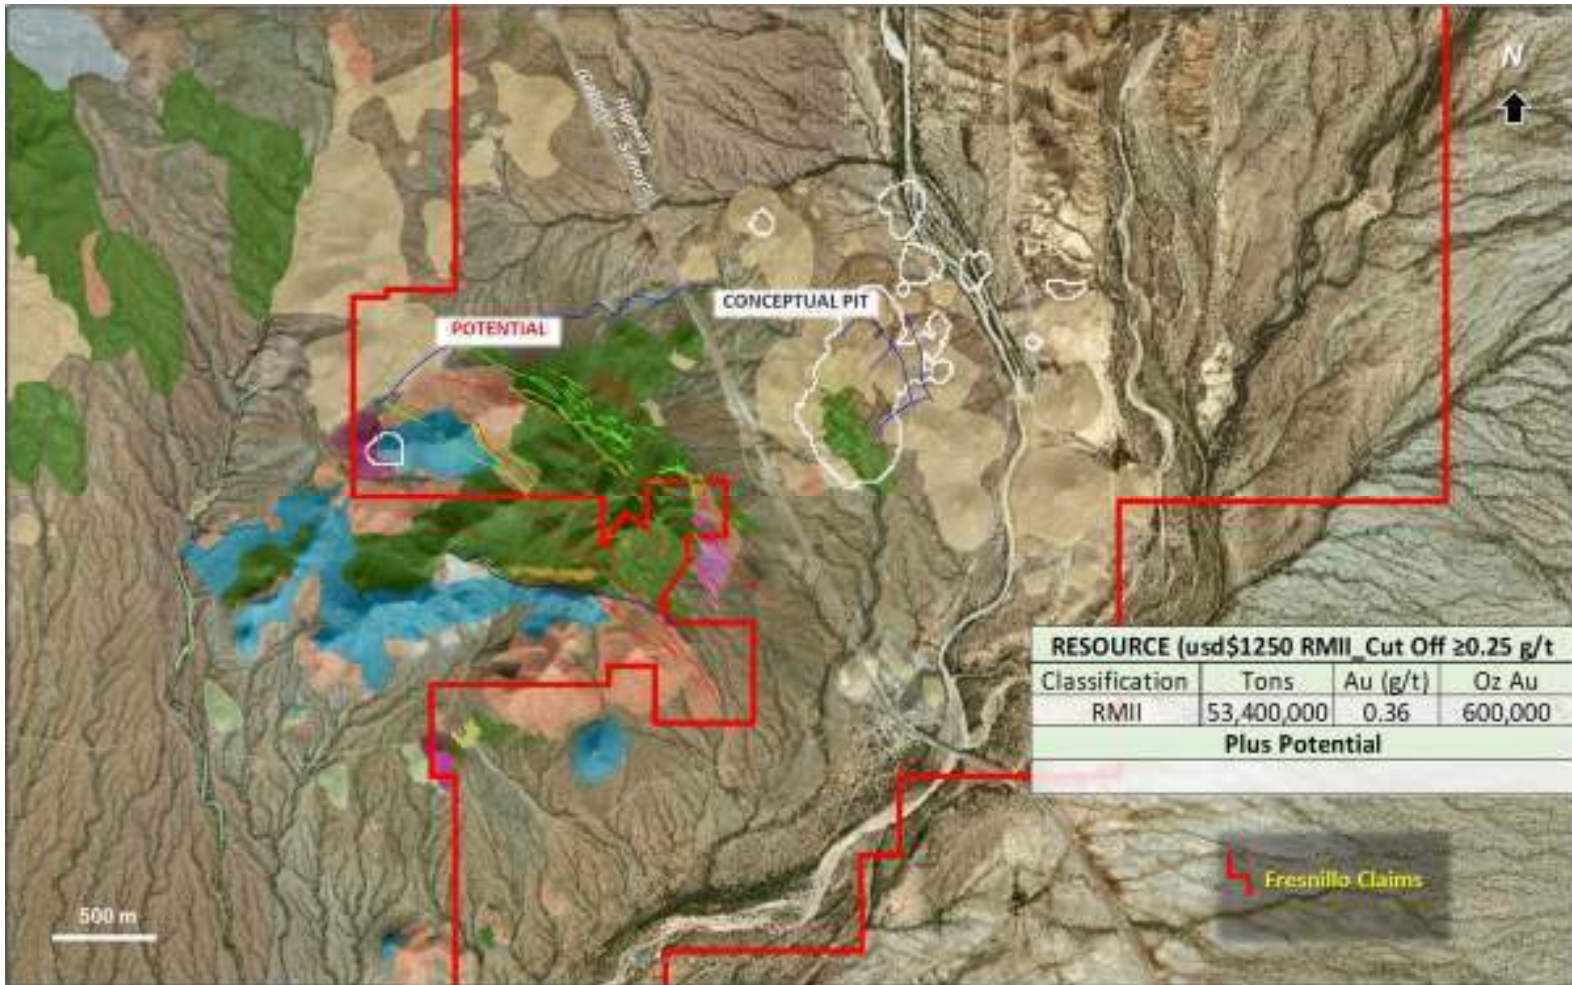 N
Highway
CONCEPTUAL PIT
POTENTIAL
RESOURCE (usd$1250 RMII_Cut Off ≥0.25 g/t
Classification Tons Au (g/t) Oz Au
RMII 53,400,000 0.36 600,000
Plus Potential
Fresnillo Claims
500 m